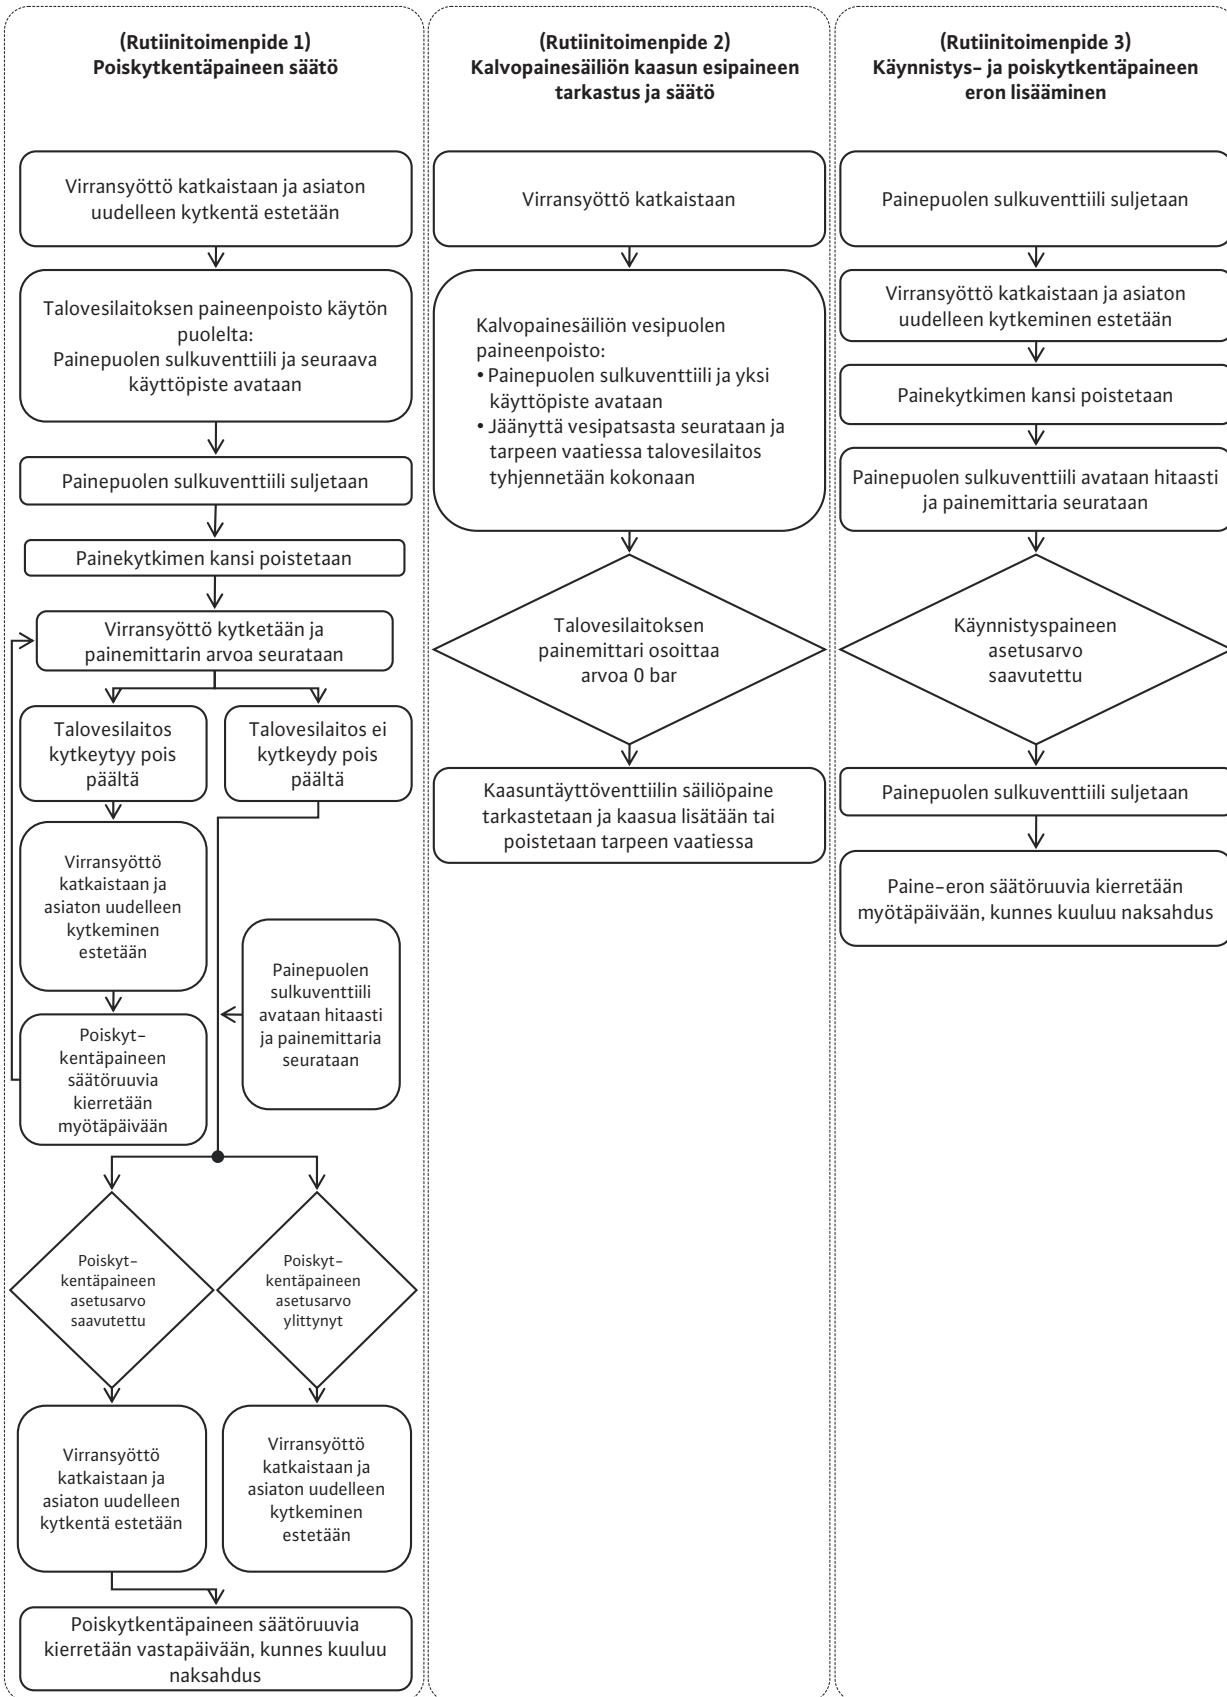 (Rutiinitoimenpide 1)
Poiskytkentäpaineen säätö
Virransyöttö katkaistaan ja asiaton
uudelleen kytkentä estetään
Talovesilaitoksen paineenpoisto käytön
puolelta:
Painepuolen sulkuventtiili ja seuraava
käyttöpiste avataan
Painepuolen sulkuventtiili suljetaan
Painekytkimen kansi poistetaan
Virransyöttö kytketään ja
painemittarin arvoa seurataan
Talovesilaitos
kytkeytyy pois
päältä
Talovesilaitos ei
kytkeydy pois
päältä
Virransyöttö
katkaistaan ja
asiaton uudelleen
kytkeminen
estetään
Painepuolen
sulkuventtiili
avataan hitaasti
ja painemittaria
seurataan
Poiskyt-
kentäpaineen
säätöruuvia
kierretään
myötäpäivään
Poiskyt-
kentäpaineen
asetusarvo
saavutettu
Poiskyt-
kentäpaineen
asetusarvo
ylittynyt
Virransyöttö
katkaistaan ja
asiaton uudelleen
kytkentä estetään
Virransyöttö
katkaistaan ja
asiaton uudelleen
kytkeminen
estetään
Poiskytkentäpaineen säätöruuvia
kierretään vastapäivään, kunnes kuuluu
naksahdus
(Rutiinitoimenpide 2)
Kalvopainesäiliön kaasun esipaineen
tarkastus ja säätö
Virransyöttö katkaistaan
Kalvopainesäiliön vesipuolen
paineenpoisto:
• Painepuolen sulkuventtiili ja yksi
käyttöpiste avataan
• Jäänyttä vesipatsasta seurataan ja
tarpeen vaatiessa talovesilaitos
tyhjennetään kokonaan
Talovesilaitoksen
painemittari osoittaa
arvoa 0 bar
Kaasuntäyttöventtiilin säiliöpaine
tarkastetaan ja kaasua lisätään tai
poistetaan tarpeen vaatiessa
(Rutiinitoimenpide 3)
Käynnistys- ja poiskytkentäpaineen
eron lisääminen
Painepuolen sulkuventtiili suljetaan
Virransyöttö katkaistaan ja asiaton
uudelleen kytkeminen estetään
Painekytkimen kansi poistetaan
Painepuolen sulkuventtiili avataan hitaasti
ja painemittaria seurataan
Käynnistyspaineen
asetusarvo
saavutettu
Painepuolen sulkuventtiili suljetaan
Paine-eron säätöruuvia kierretään
myötäpäivään, kunnes kuuluu naksahdus